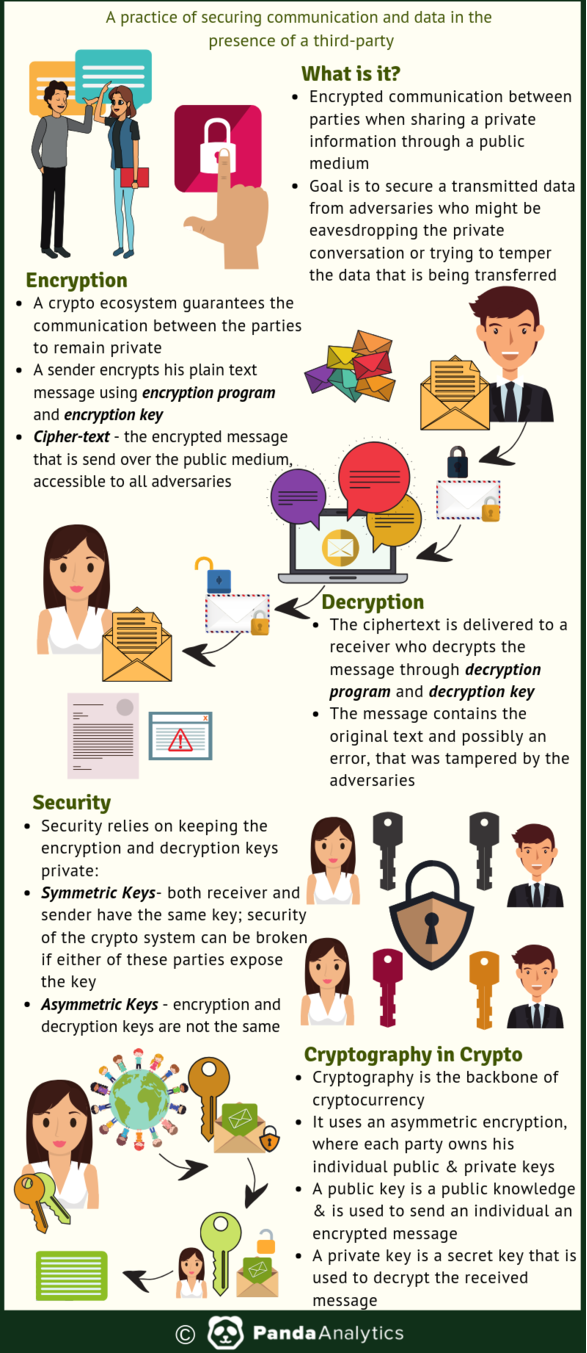 A practice of securing communication and data in the
presence of a third-party
What is it?
• Encrypted communication between
parties when sharing a private
information through a public
medium
• Goal is to secure a transmitted data
from adversaries who might be
eavesdropping the private
conversation or trying to temper
the data that is being transferred
Encryption
• A crypto ecosystem guarantees the
communication between the parties
to remain private
• A sender encrypts his plain text
message using encryption program
and encryption key
• Cipher-text - the encrypted message
that is send over the public medium,
accessible to all adversaries
Decryption
• The ciphertext is delivered to a
receiver who decrypts the
message through decryption
program and decryption key
• The message contains the
original text and possibly an
error, that was tampered by the
adversaries
Security
• Security relies on keeping the
encryption and decryption keys
private:
• Symmetric Keys- both receiver and
sender have the same key; security
of the crypto system can be broken
if either of these parties expose
the key
• Asymmetric Keys - encryption and
decryption keys are not the same
Cryptography in Crypto
• Cryptography is the backbone of
cryptocurrency
• It uses an asymmetric encryption,
where each party owns his
individual public & private keys
• A public key is a public knowledge
& is used to send an individual an
encrypted message
• A private key is a secret key that is
used to decrypt the received
message
© PandaAnalytics